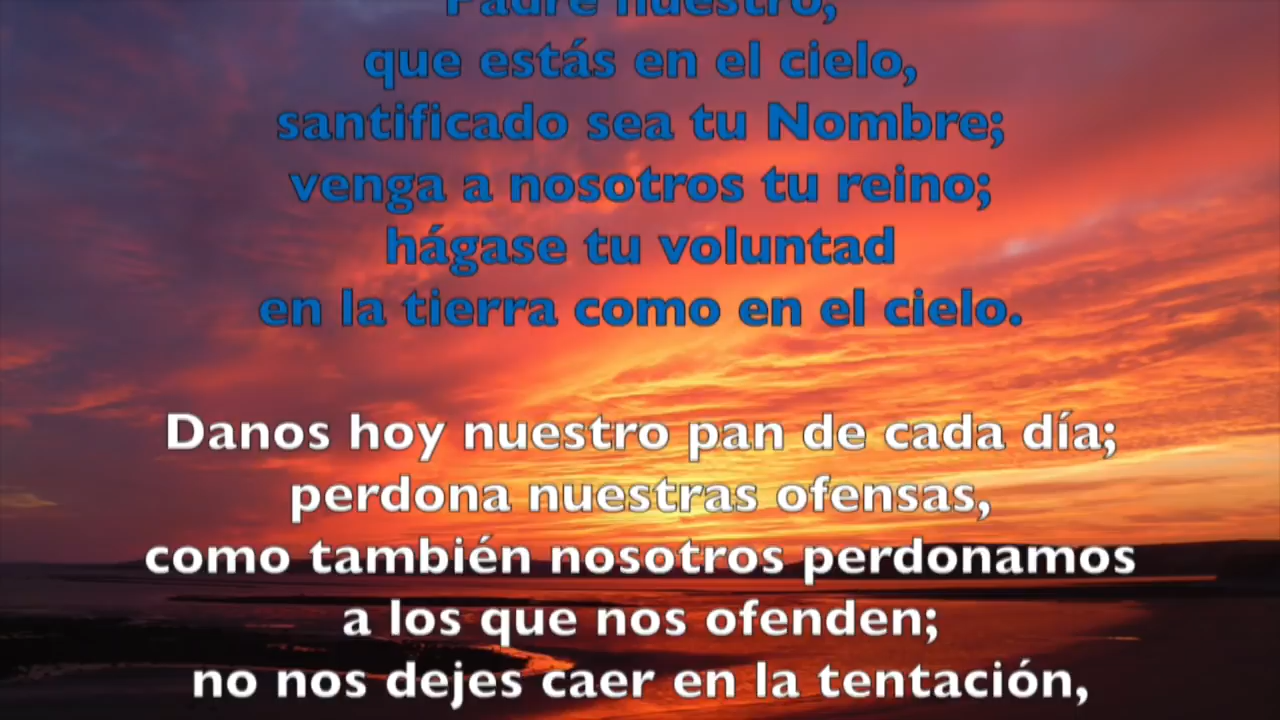 Padre nuestro,
que estás en el cielo,
santificado sea tu Nombre;
venga a nosotros tu reino;
hágase tu voluntad
en la tierra como en el cielo.
Danos hoy nuestro pan de cada día;
perdona nuestras ofensas,
como también nosotros perdonamos
a los que nos ofenden;
no nos dejes caer en la tentación,